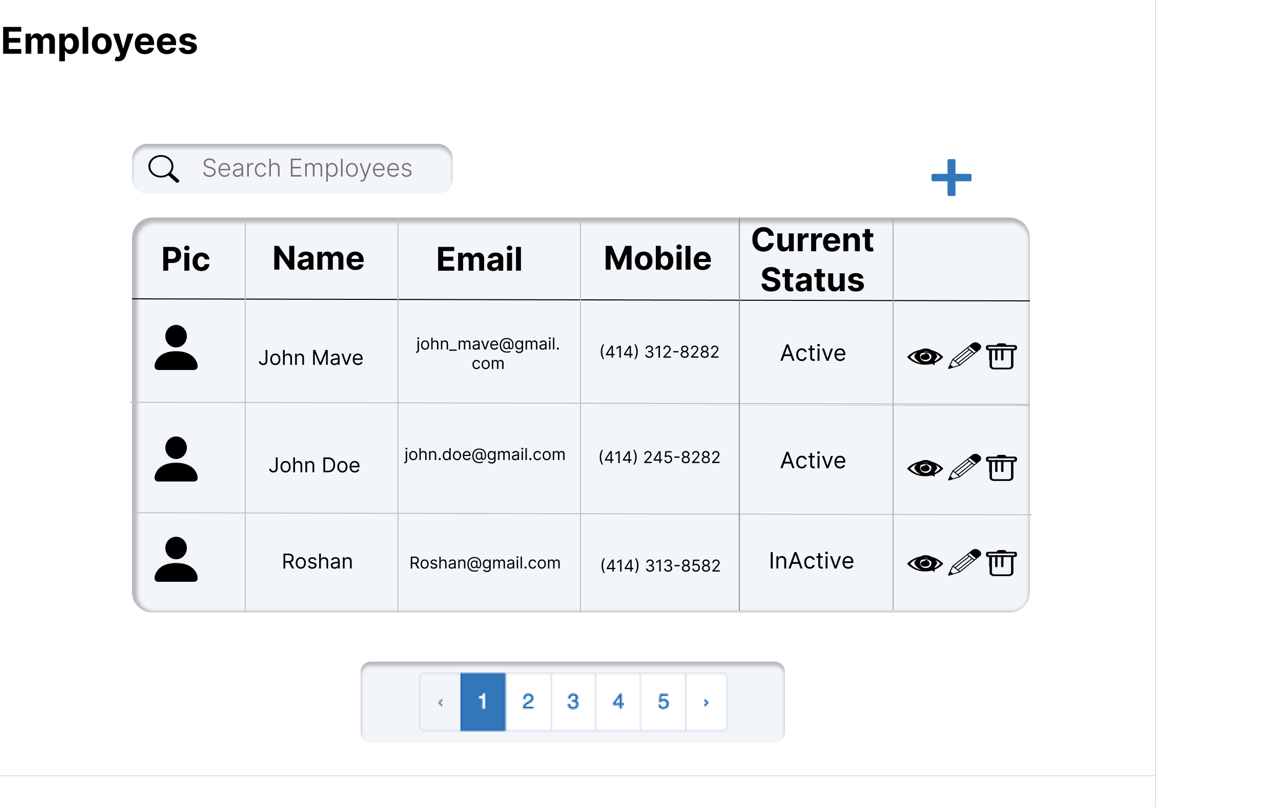 Employees
Search Employees
Pic Name Email Mobile Current Status
John Mave john_mave@gmail.com (414) 312-8282 Active
John Doe john.doe@gmail.com (414) 245-8282 Active
Roshan Roshan@gmail.com (414) 313-8582 InActive
‹ 1 2 3 4 5 ›